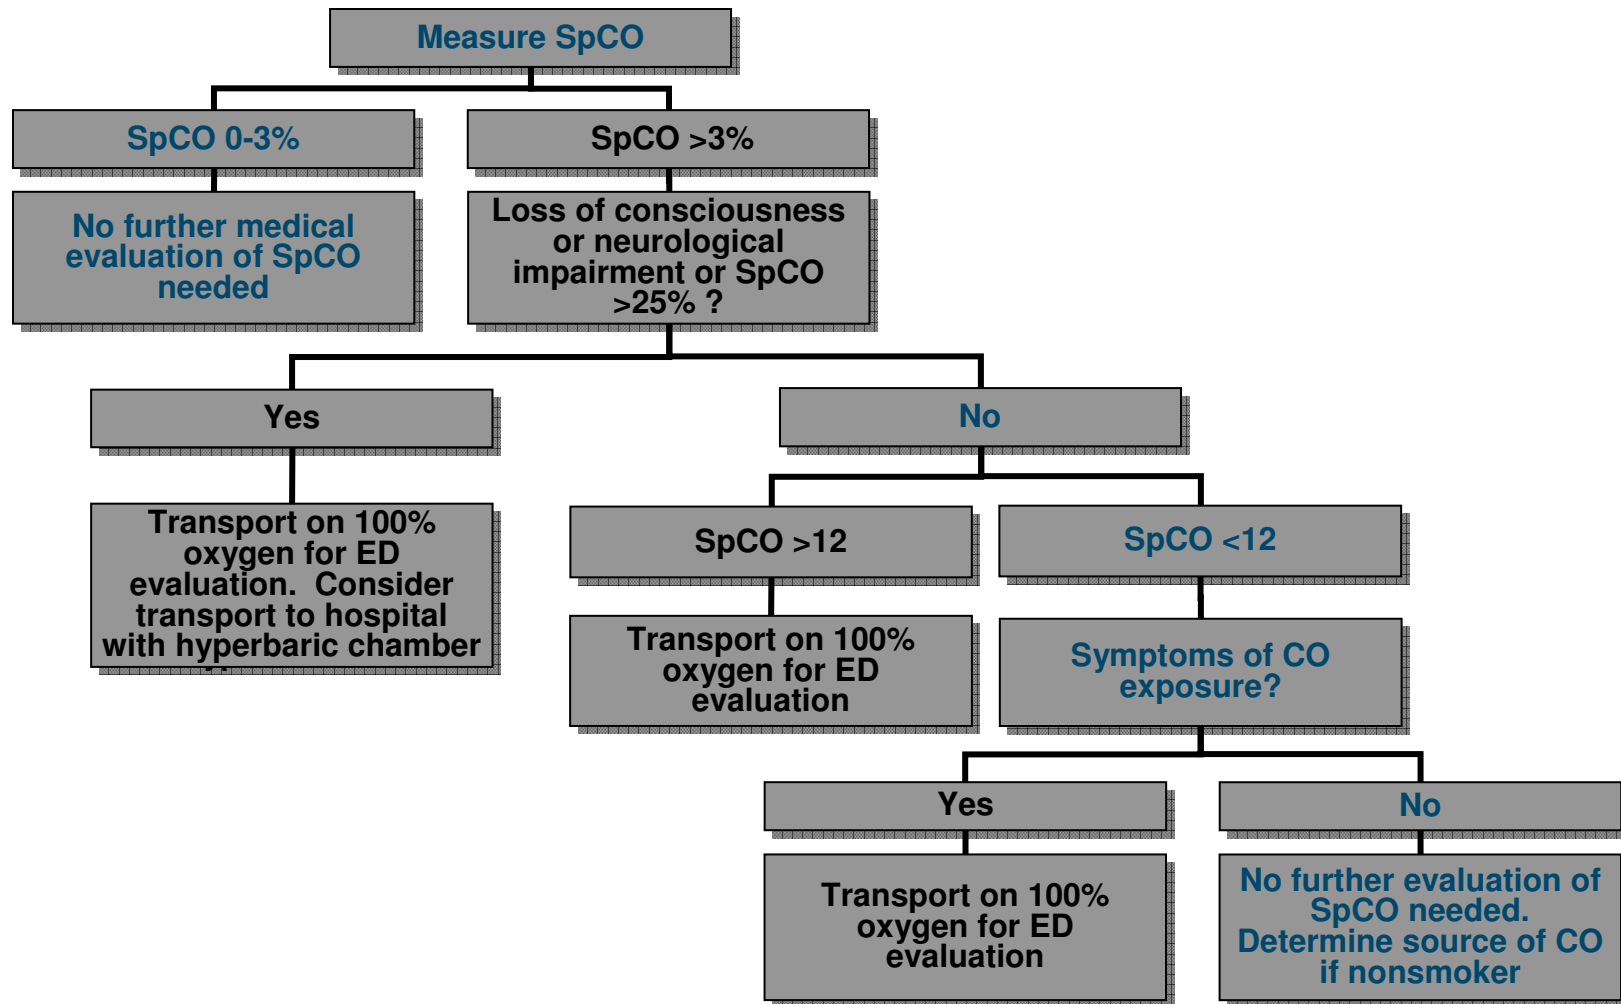 Measure SpCO
SpCO 0-3%
SpCO >3%
No further medical
evaluation of SpCO
needed
Loss of consciousness
or neurological
impairment or SpCO
>25% ?
Yes
No
Transport on 100%
oxygen for ED
evaluation.  Consider
transport to hospital
with hyperbaric chamber
SpCO >12
SpCO <12
Transport on 100%
oxygen for ED
evaluation
Symptoms of CO
exposure?
Yes
No
Transport on 100%
oxygen for ED
evaluation
No further evaluation of
SpCO needed.
Determine source of CO
if nonsmoker